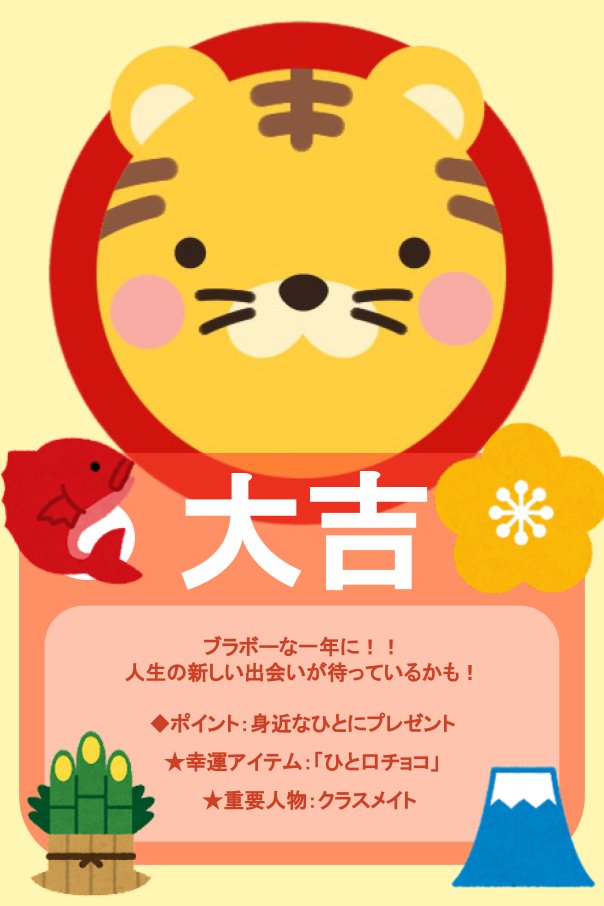 大吉
ブラボーな一年に！！
人生の新しい出会いが待っているかも！
◆ポイント：身近なひとにプレゼント
★幸運アイテム：「ひと口チョコ」
★重要人物：クラスメイト